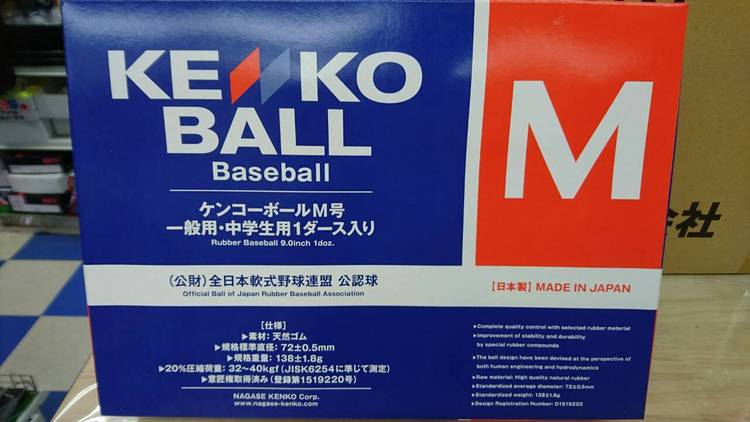 KENKO
BALL
Baseball
ケンコーボールM号
一般用・中学生用1ダース入り
Rubber Baseball 9.0inch 1doz.
M
(公財)全日本軟式野球連盟 公認球
Official Ball of Japan Rubber Baseball Association
【日本製】MADE IN JAPAN
[仕様]
▶素材:天然ゴム
▶規格標準直径:72±0.5mm
▶規格重量:138±1.8g
▶20%圧縮荷重:32〜40kgf(JISK6254に準じて測定)
▶意匠権取得済み(登録第1519220号)
NAGASE KENKO Corp.
www.nagase-kenko.com
▶Complete quality control with selected rubber material
▶Improvement of stability and durability
by special rubber compounds
▶The ball design have been devised at the perspective of
both human engineering and hydrodynamics
▶Raw material: High quality natural rubber
▶Standardized average diameter: 72±0.5mm
▶Standardized weight: 138±1.8g
▶Design Registration Number: D1519220
会社